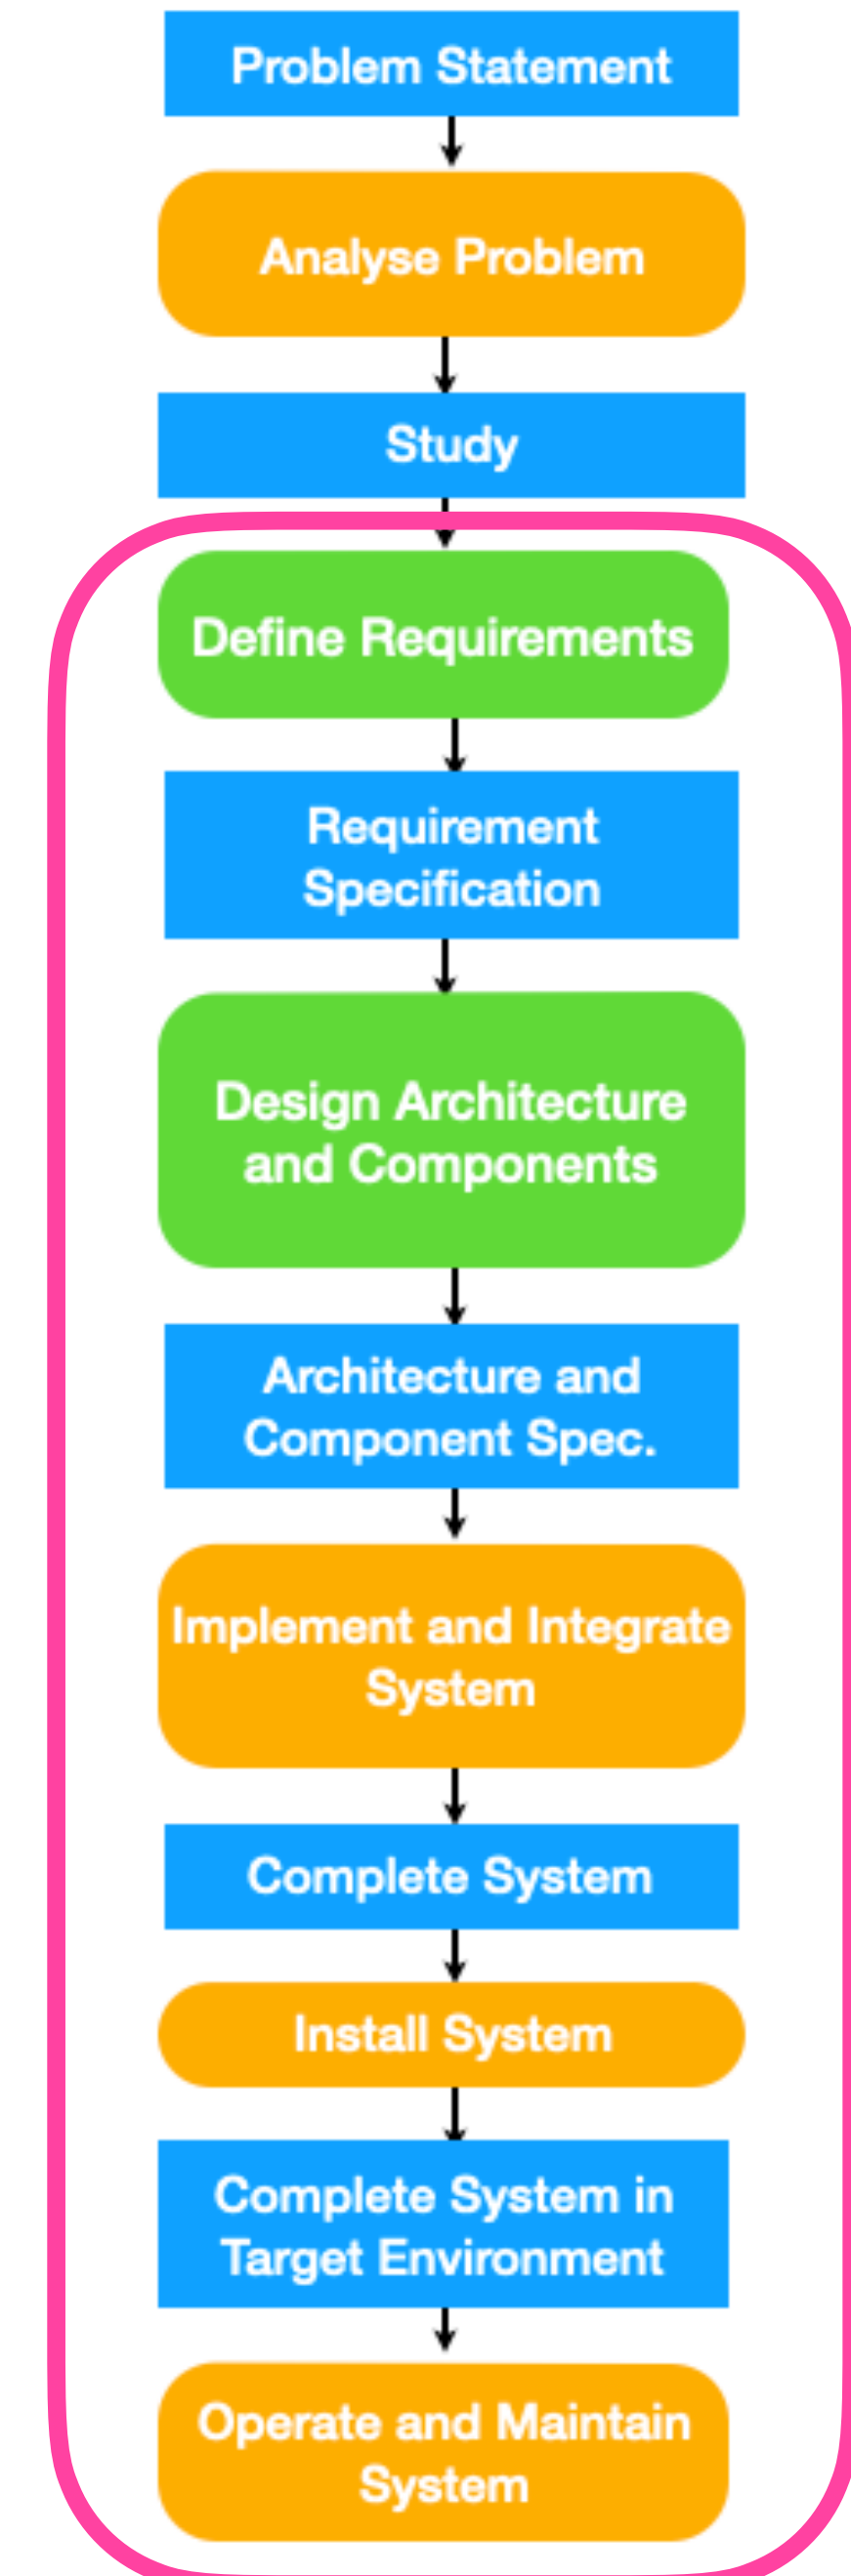 Problem Statement
Analyse Problem
Study
Define Requirements
Requirement
Specification
Design Architecture
and Components
Architecture and
Component Spec.
Implement and Integrate
System
Complete System
Install System
Complete System in
Target Environment
Operate and Maintain
System